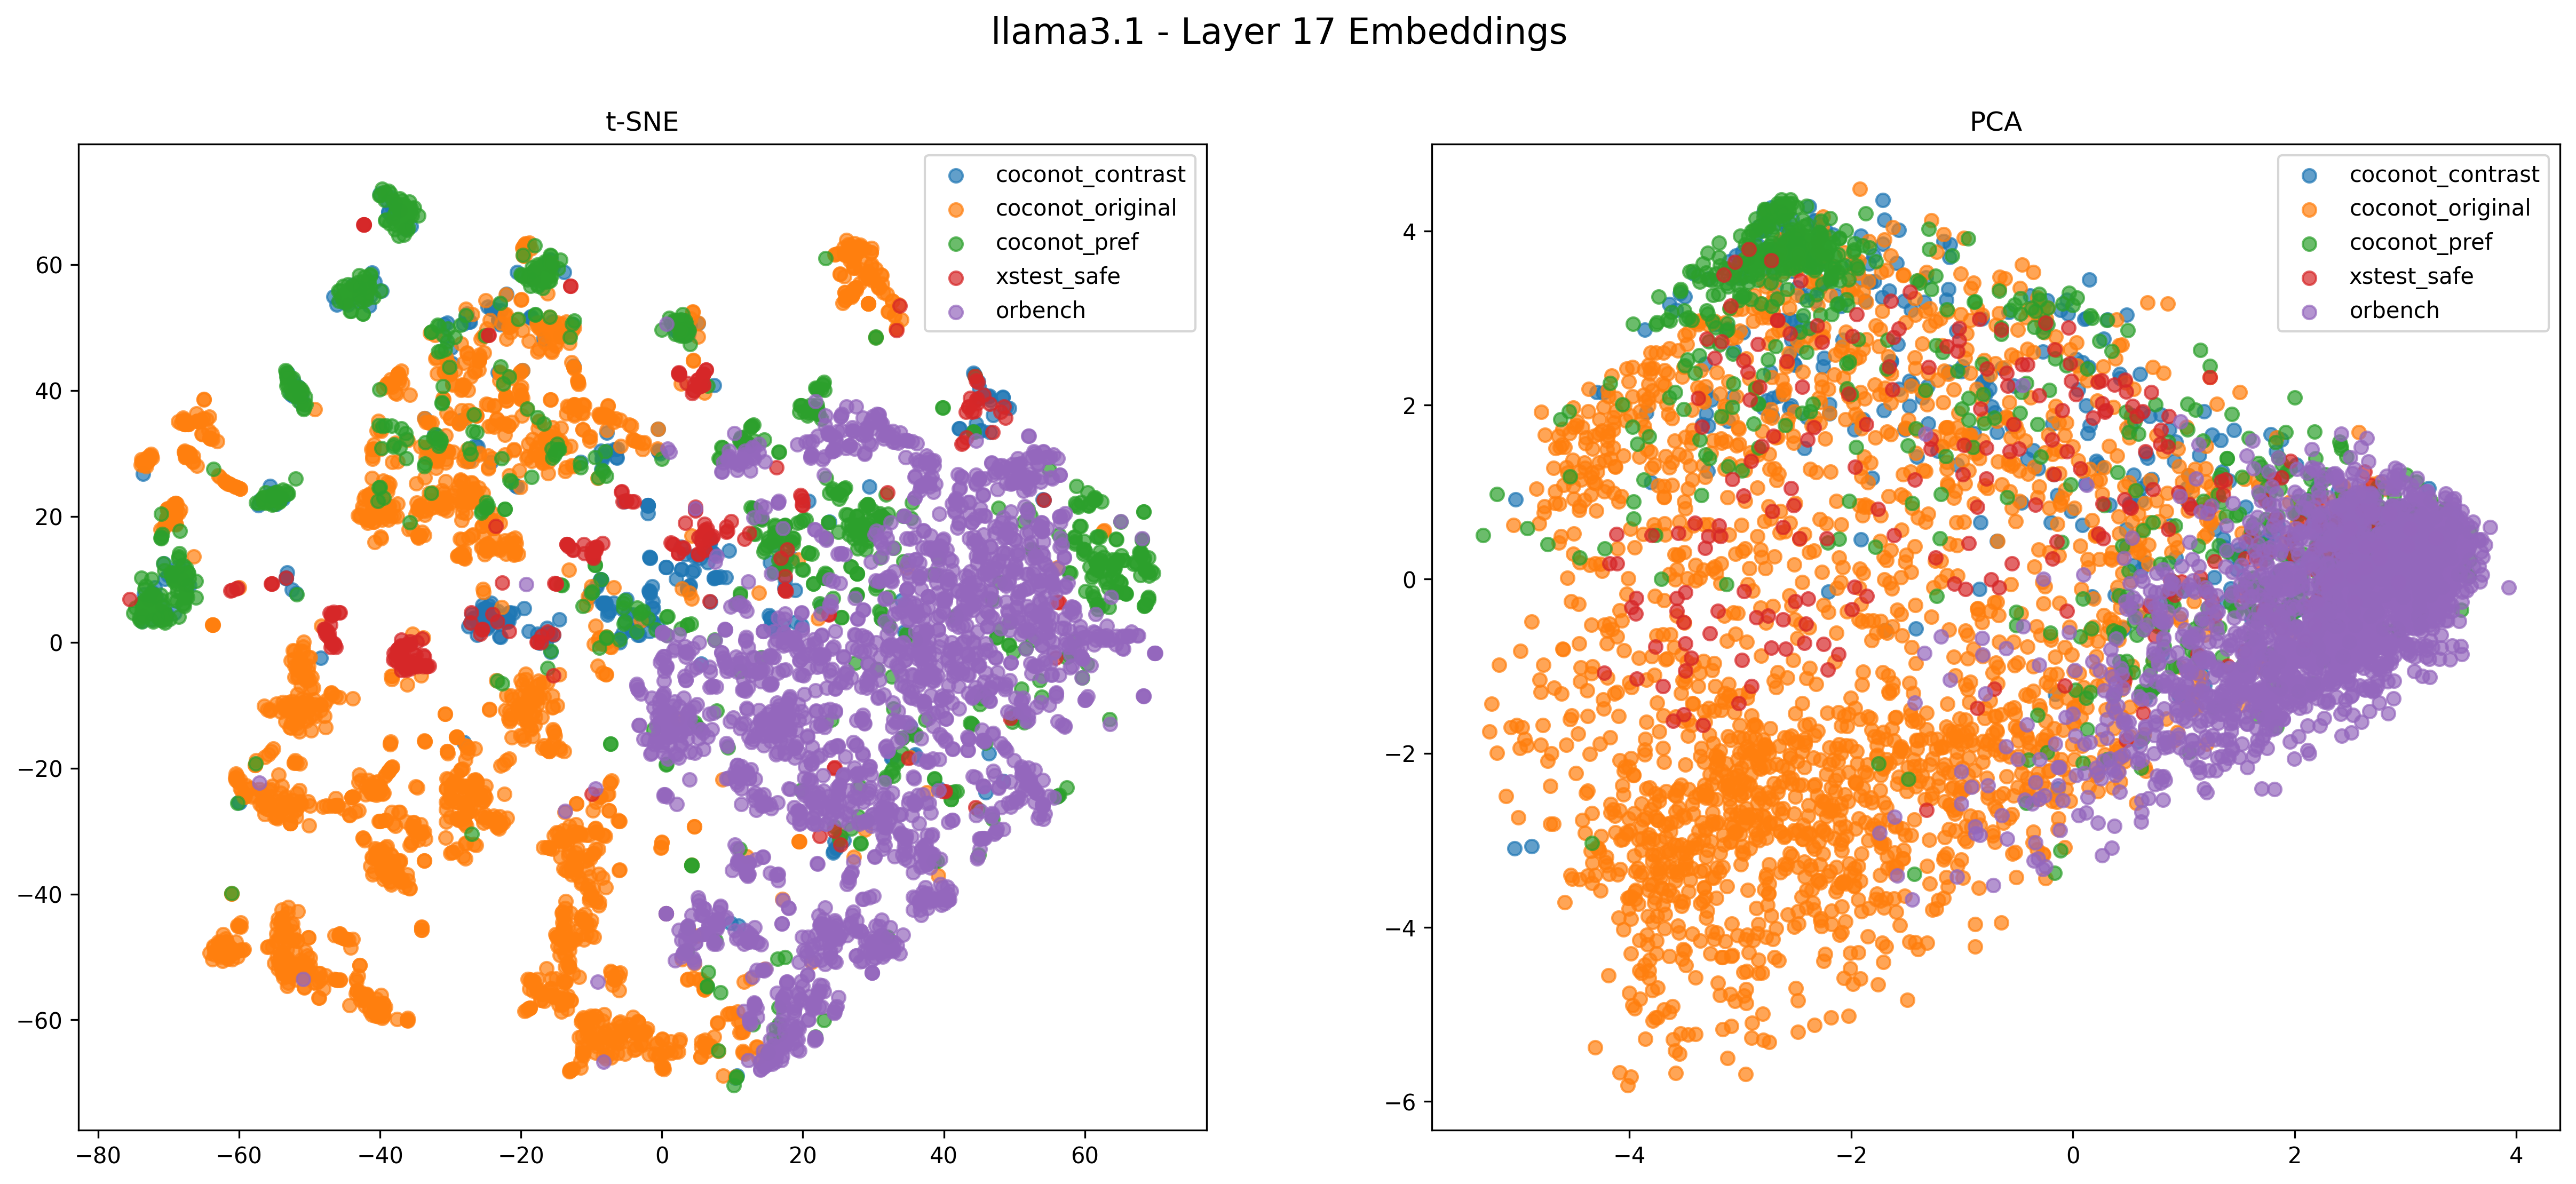 llama3.1 - Layer 17 Embeddings
t-SNE
coconot_contrast
coconot_original
coconot_pref
xstest_safe
orbench
60
40
20
0
−20
−40
−60
−80
−60
−40
−20
0
20
40
60
PCA
coconot_contrast
coconot_original
coconot_pref
xstest_safe
orbench
4
2
0
−2
−4
−6
−4
−2
0
2
4